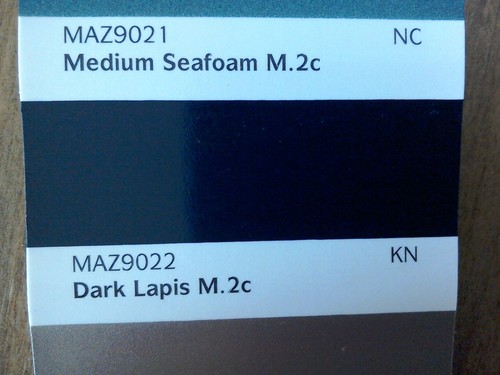 MAZ9021 NC
Medium Seafoam M.2c
MAZ9022 KN
Dark Lapis M.2c